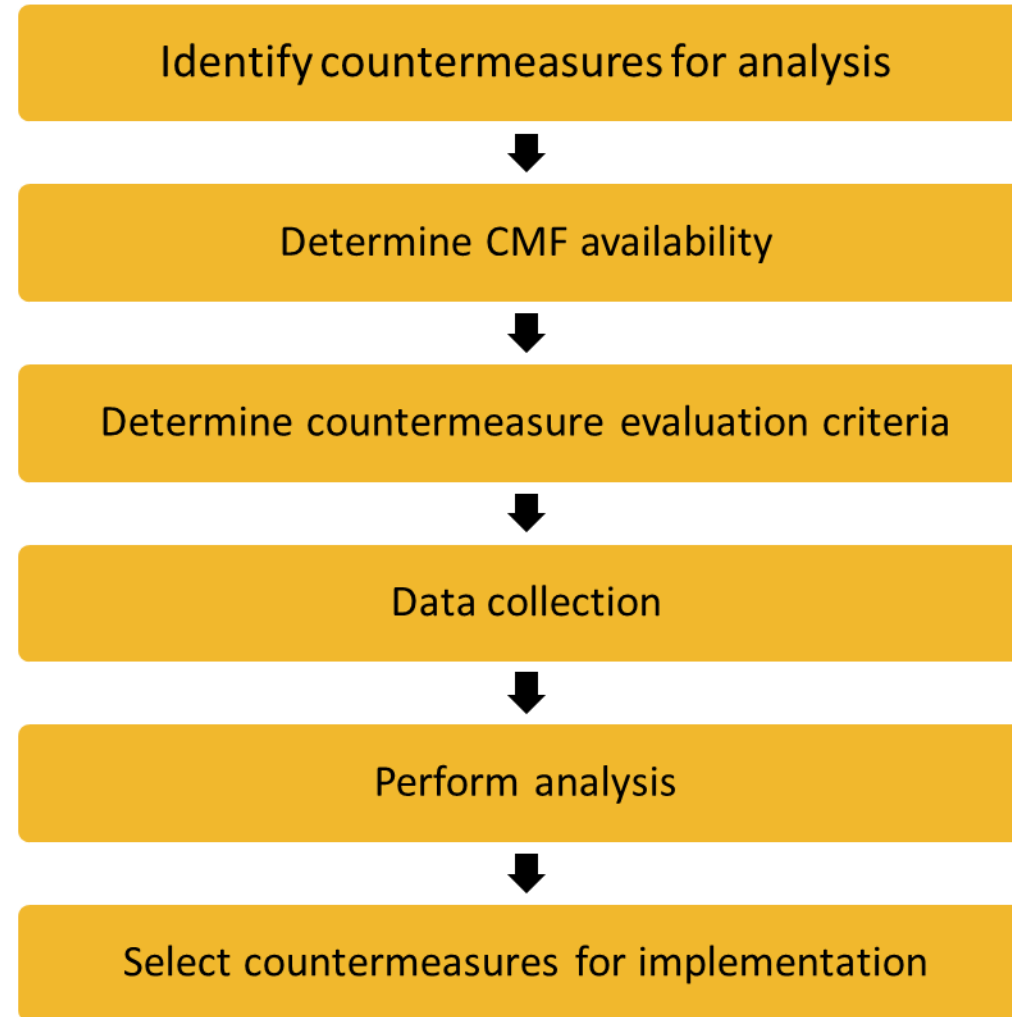 Identify countermeasures for analysis
Determine CMF availability
Determine countermeasure evaluation criteria
Data collection
Perform analysis
Select countermeasures for implementation